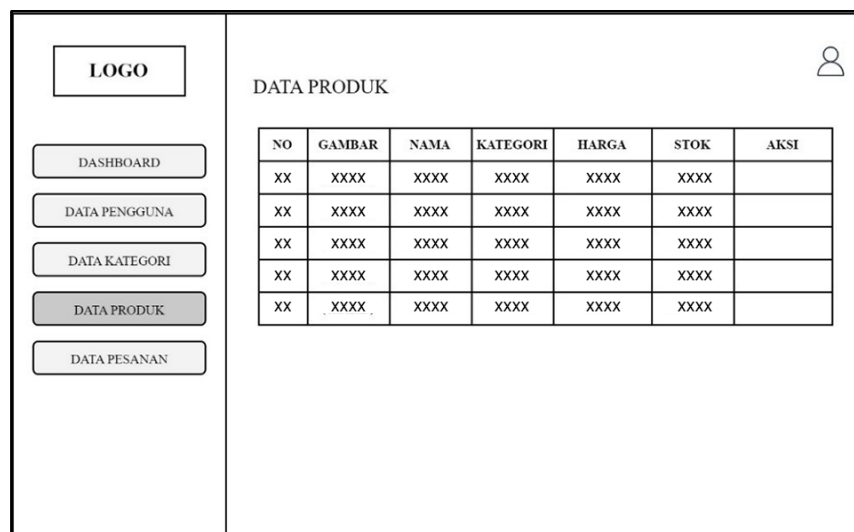 LOGO
DATA PRODUK
DASHBOARD
DATA PENGGUNA
DATA KATEGORI
DATA PRODUK
DATA PESANAN
NO GAMBAR NAMA KATEGORI HARGA STOK AKSI
XX XXXX XXXX XXXX XXXX XXXX
XX XXXX XXXX XXXX XXXX XXXX
XX XXXX XXXX XXXX XXXX XXXX
XX XXXX XXXX XXXX XXXX XXXX
XX XXXX XXXX XXXX XXXX XXXX